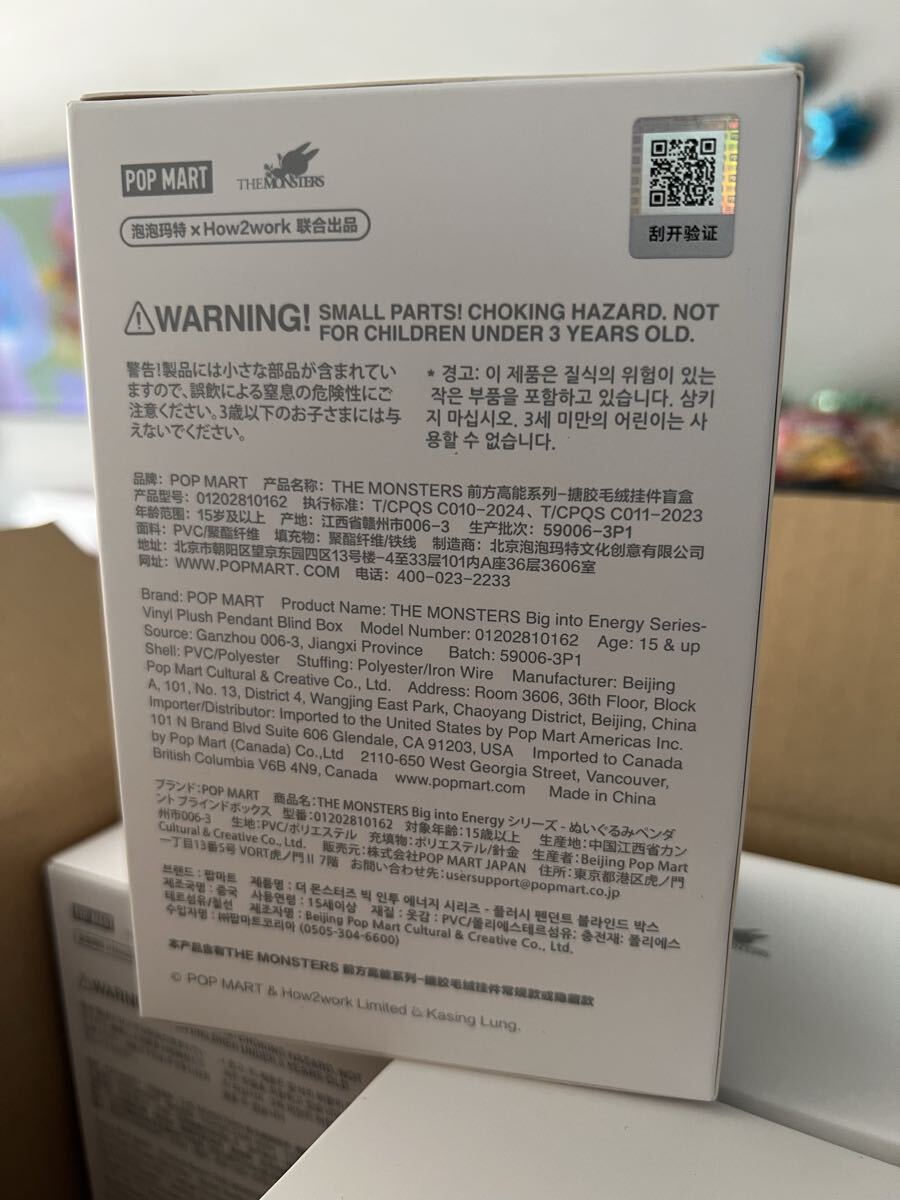 POP MART
THE MONSTERS
泡泡玛特 × How2work 联合出品
刮开验证
WARNING! SMALL PARTS! CHOKING HAZARD. NOT
FOR CHILDREN UNDER 3 YEARS OLD.
警告!製品には小さな部品が含まれてい
ますので、誤飲による窒息の危険性にご
注意ください。3歳以下のお子さまには与
えないでください。
* 경고: 이 제품은 질식의 위험이 있는
작은 부품을 포함하고 있습니다. 삼키
지 마십시오. 3세 미만의 어린이는 사
용할 수 없습니다.
品牌: POP MART 产品名称: THE MONSTERS 前方高能系列-搪胶毛绒挂件盲盒
产品型号: 01202810162 执行标准: T/CPQS C010-2024、T/CPQS C011-2023
年龄范围: 15岁及以上 产地: 江西省赣州市006-3 生产批次: 59006-3P1
面料: PVC/聚酯纤维 填充物: 聚酯纤维/铁线 制造商: 北京泡泡玛特文化创意有限公司
地址: 北京市朝阳区望京东园四区13号楼-4至33层101内A座36层3606室
网址: WWW.POPMART.COM 电话: 400-023-2233
Brand: POP MART Product Name: THE MONSTERS Big into Energy Series-
Vinyl Plush Pendant Blind Box Model Number: 01202810162 Age: 15 & up
Source: Ganzhou 006-3, Jiangxi Province Batch: 59006-3P1
Shell: PVC/Polyester Stuffing: Polyester/Iron Wire Manufacturer: Beijing
Pop Mart Cultural & Creative Co., Ltd. Address: Room 3606, 36th Floor, Block
A, 101, No. 13, District 4, Wangjing East Park, Chaoyang District, Beijing, China
Importer/Distributor: Imported to the United States by Pop Mart Americas Inc.
101 N Brand Blvd Suite 606 Glendale, CA 91203, USA Imported to Canada
by Pop Mart (Canada) Co.,Ltd 2110-650 West Georgia Street, Vancouver,
British Columbia V6B 4N9, Canada www.popmart.com Made in China
ブランド: POP MART 商品名: THE MONSTERS Big into Energy シリーズ - ぬいぐるみペンダ
ント ブラインドボックス 型番: 01202810162 対象年齢: 15歳以上 生産地: 中国江西省カン
州市006-3 生地: PVC/ポリエステル 充填物: ポリエステル/針金 生産者: Beijing Pop Mart
Cultural & Creative Co., Ltd. 販売元: 株式会社POP MART JAPAN 住所: 東京都港区虎ノ門
一丁目13番5号 VORT虎ノ門II 7階 お問い合わせ先: usersupport@popmart.co.jp
브랜드 : 팝마트 제품명 : 더 몬스터즈 빅 인투 에너지 시리즈 - 플러시 펜던트 블라인드 박스
제조국명 : 중국 사용연령 : 15세이상 재질 : 옷감 : PVC/폴리에스테르섬유; 충전재: 폴리에스
테르섬유/철선 제조자명 : Beijing Pop Mart Cultural & Creative Co., Ltd.
수입자명 : ㈜팝마트코리아 (0505-304-6600)
本产品含有THE MONSTERS 前方高能系列-搪胶毛绒挂件常规款或隐藏款
© POP MART & How2work Limited & Kasing Lung.
POP MART